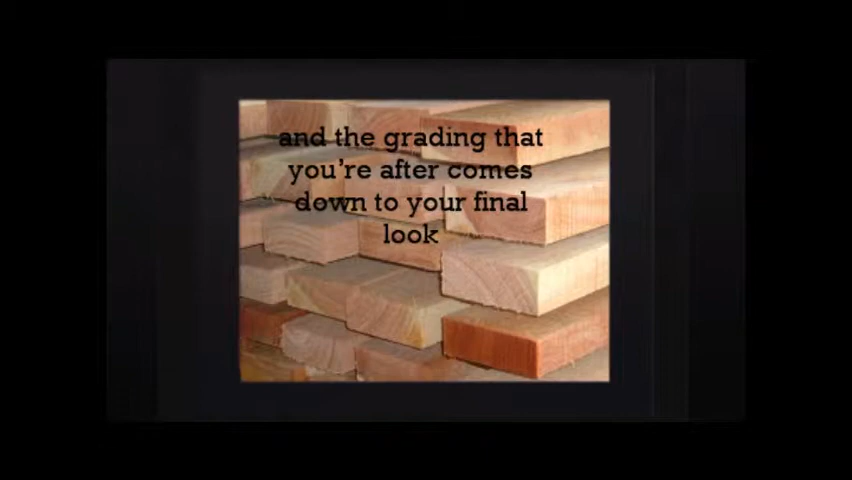 and the grading that
you're after comes
down to your final
look